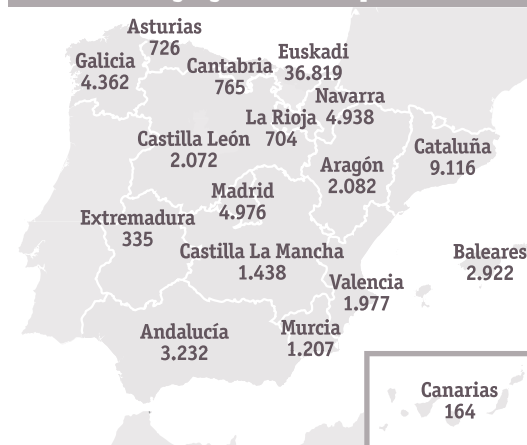 Asturias
726
Galicia
4.362
Cantabria
765
Euskadi
36.819
Navarra
4.938
La Rioja
704
Castilla León
2.072
Aragón
2.082
Cataluña
9.116
Madrid
4.976
Extremadura
335
Castilla La Mancha
1.438
Baleares
2.922
Valencia
1.977
Andalucía
3.232
Murcia
1.207
Canarias
164